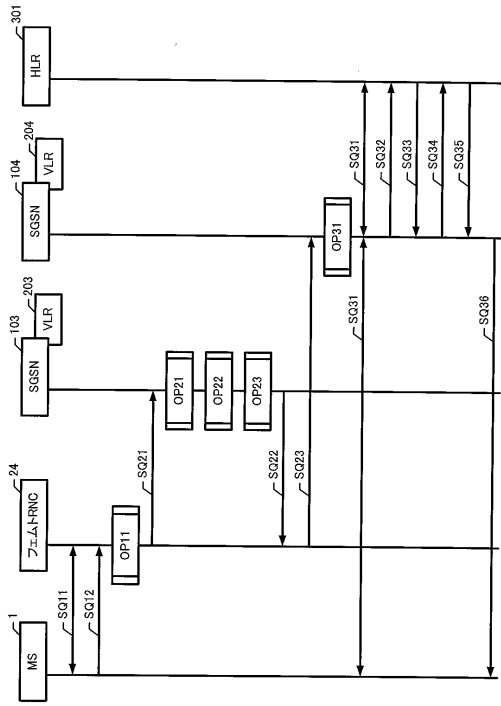 1
MS
24
フェムトRNC
103
SGSN
203
VLR
104
SGSN
204
VLR
301
HLR
SQ11
SQ12
OP11
SQ21
OP21
OP22
OP23
SQ22
SQ23
OP31
SQ31
SQ31
SQ32
SQ33
SQ34
SQ35
SQ36